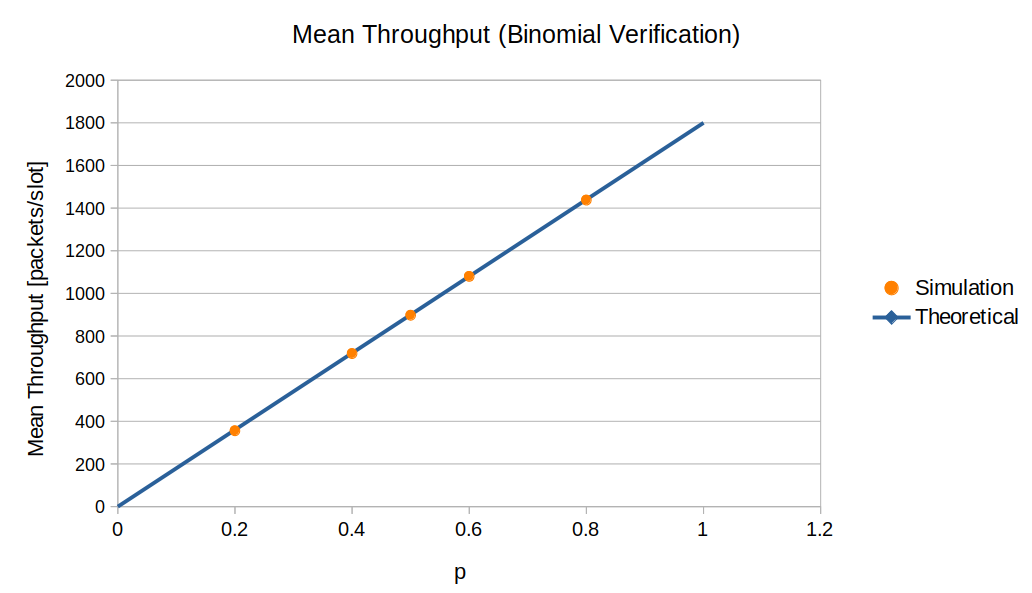 Mean Throughput (Binomial Verification)
Mean Throughput [packets/slot]
2000
1800
1600
1400
1200
1000
800
600
400
200
0
0 0.2 0.4 0.6 0.8 1 1.2
p
Simulation
Theoretical